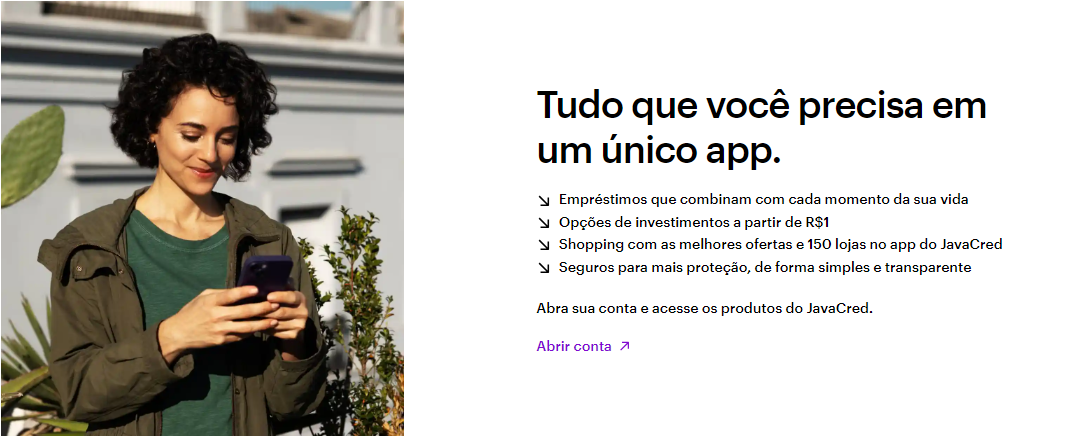 Tudo que você precisa em
um único app.
Empréstimos que combinam com cada momento da sua vida
Opções de investimentos a partir de R$1
Shopping com as melhores ofertas e 150 lojas no app do JavaCred
Seguros para mais proteção, de forma simples e transparente
Abra sua conta e acesse os produtos do JavaCred.
Abrir conta